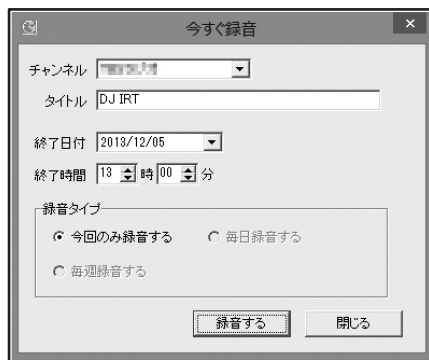 今すぐ録音
チャンネル
タイトル DJ IRT
終了日付 2013/12/05
終了時間 13 時 00 分
録音タイプ
今回のみ録音する 毎日録音する
毎週録音する
録音する 閉じる